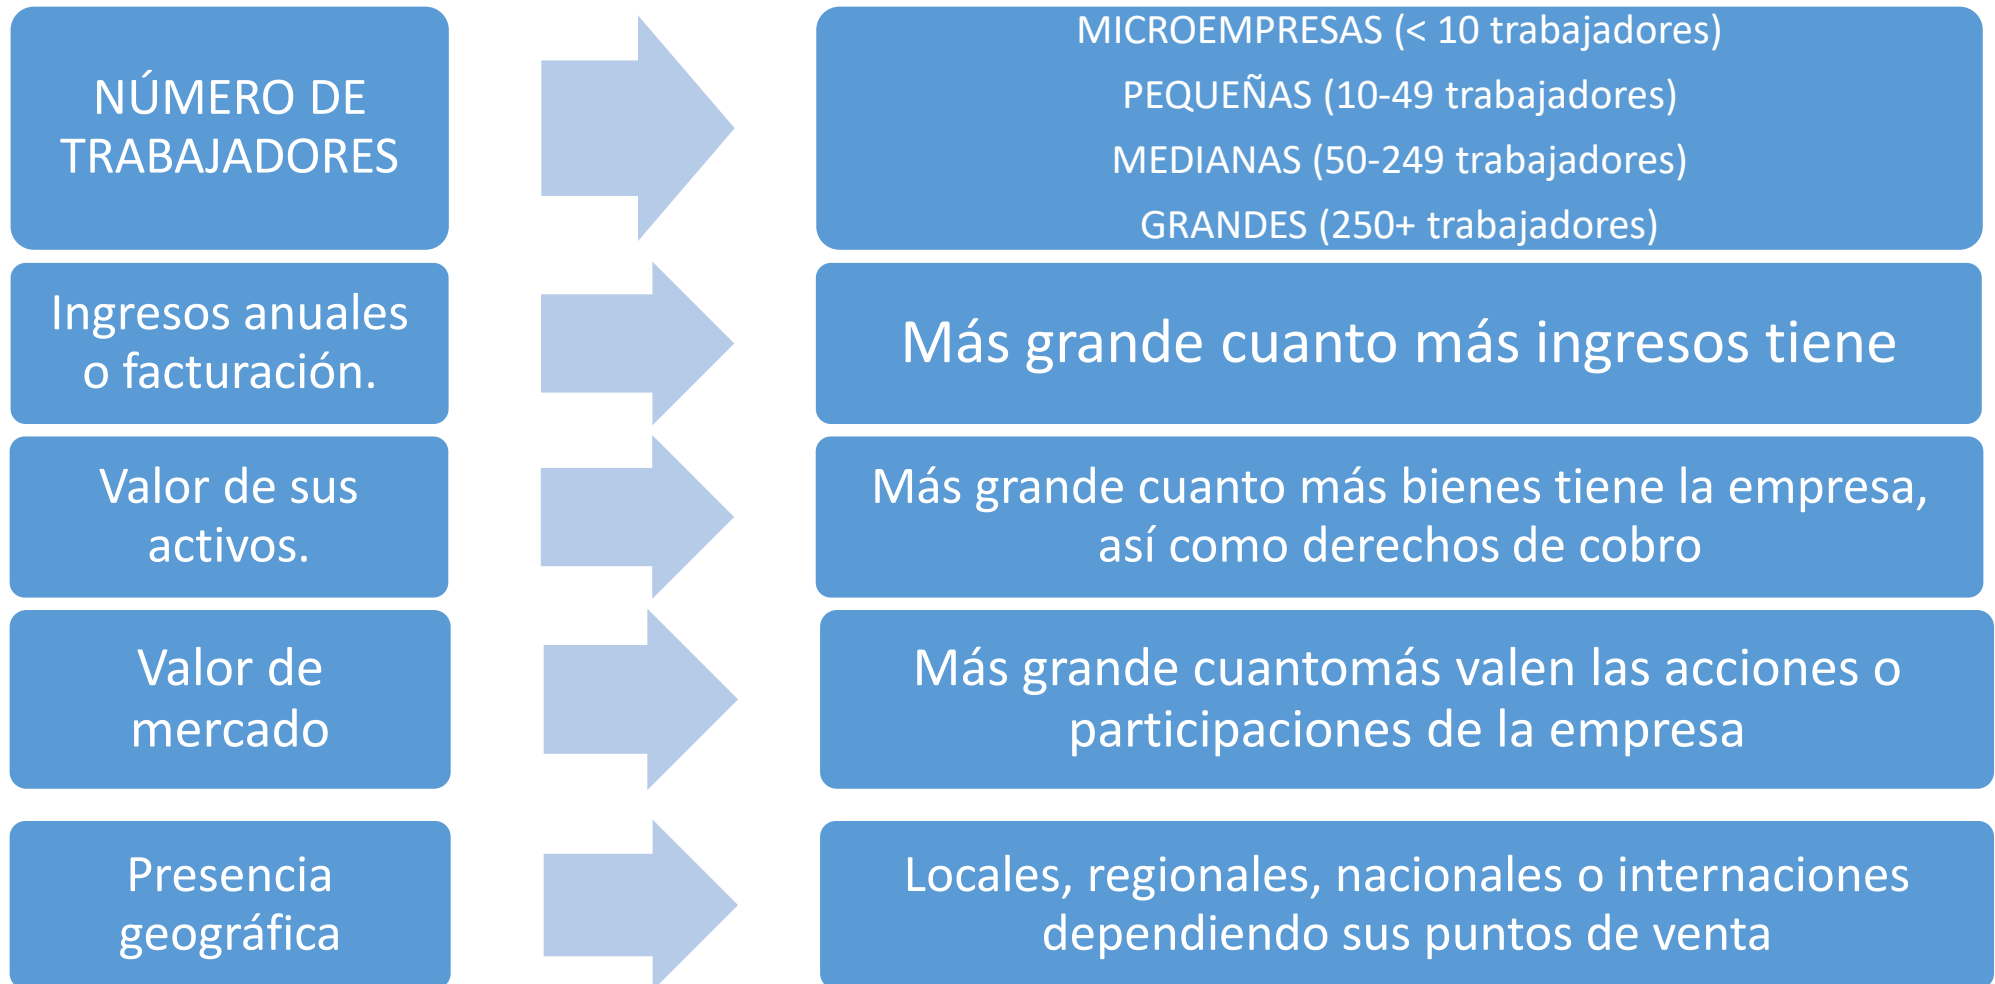 NÚMERO DE
TRABAJADORES
MICROEMPRESAS (< 10 trabajadores)
PEQUEÑAS (10-49 trabajadores)
MEDIANAS (50-249 trabajadores)
GRANDES (250+ trabajadores)
Ingresos anuales
o facturación.
Más grande cuanto más ingresos tiene
Valor de sus
activos.
Más grande cuanto más bienes tiene la empresa,
así como derechos de cobro
Valor de
mercado
Más grande cuantomás valen las acciones o
participaciones de la empresa
Presencia
geográfica
Locales, regionales, nacionales o internaciones
dependiendo sus puntos de venta